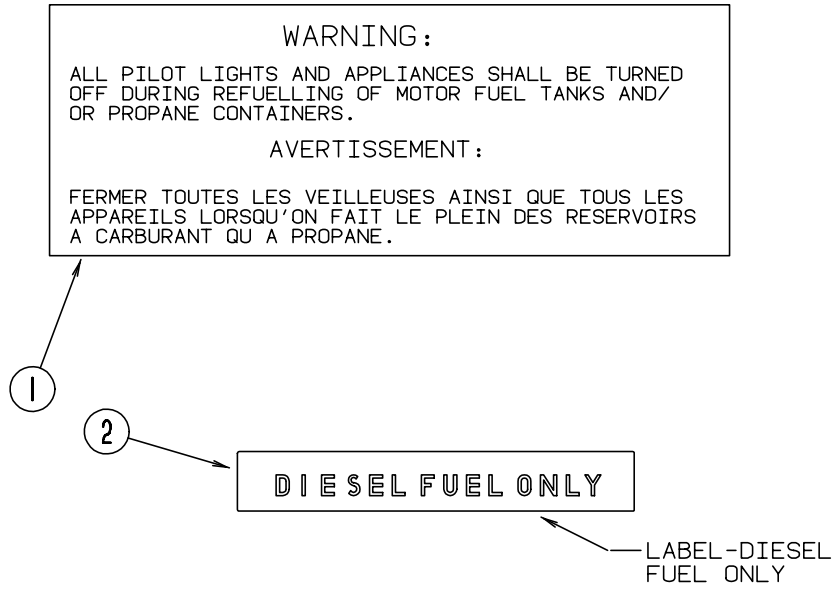 WARNING:
ALL PILOT LIGHTS AND APPLIANCES SHALL BE TURNED
OFF DURING REFUELLING OF MOTOR FUEL TANKS AND/
OR PROPANE CONTAINERS.
AVERTISSEMENT:
FERMER TOUTES LES VEILLEUSES AINSI QUE TOUS LES
APPAREILS LORSQU'ON FAIT LE PLEIN DES RESERVOIRS
A CARBURANT QU A PROPANE.
1
2
DIESEL FUEL ONLY
LABEL-DIESEL
FUEL ONLY